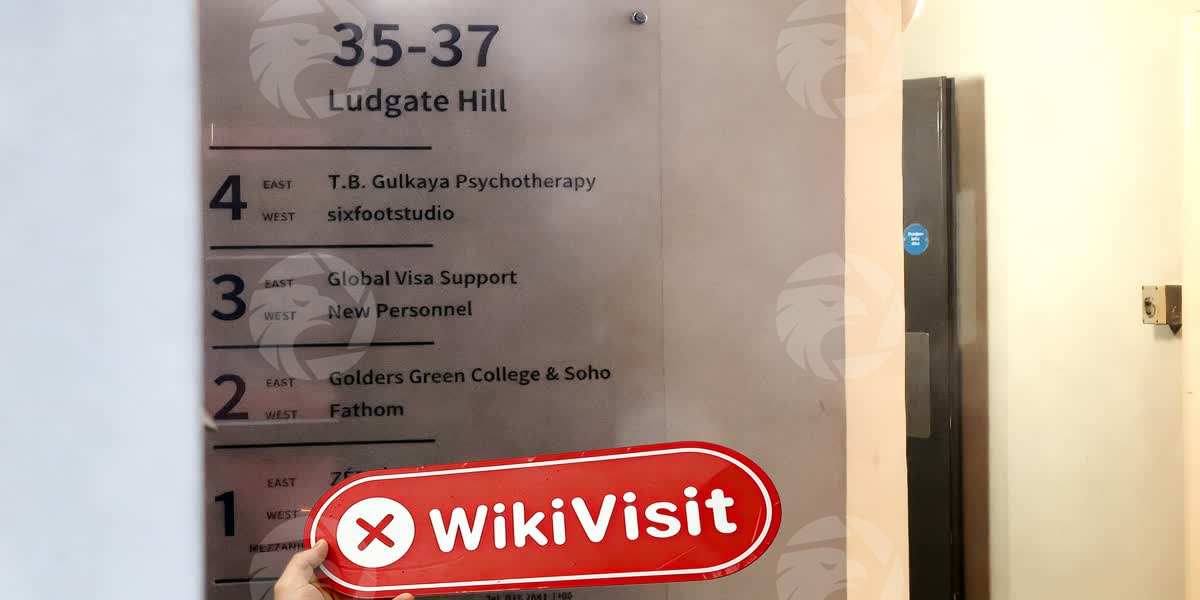 35-37
Ludgate Hill
4 EAST T.B. Gulkaya Psychotherapy
WEST sixfootstudio
3 EAST Global Visa Support
WEST New Personnel
2 EAST Golders Green College & Soho
WEST Fathom
1 EAST
WEST
WikiVisit